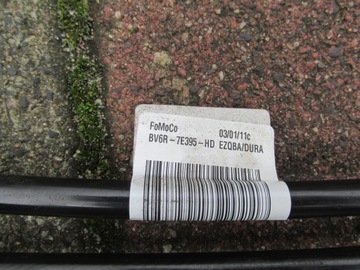 FoMoCo 03/01/11c
BV6R-7E395-HD EZQBA/DURA